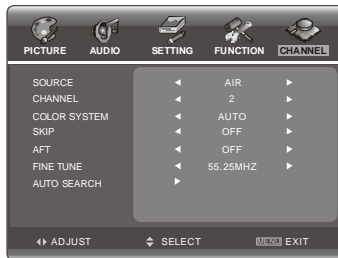 PICTURE AUDIO SETTING FUNCTION CHANNEL
SOURCE AIR
CHANNEL 2
COLOR SYSTEM AUTO
SKIP OFF
AFT OFF
FINE TUNE 55.25MHZ
AUTO SEARCH
ADJUST SELECT MENU EXIT